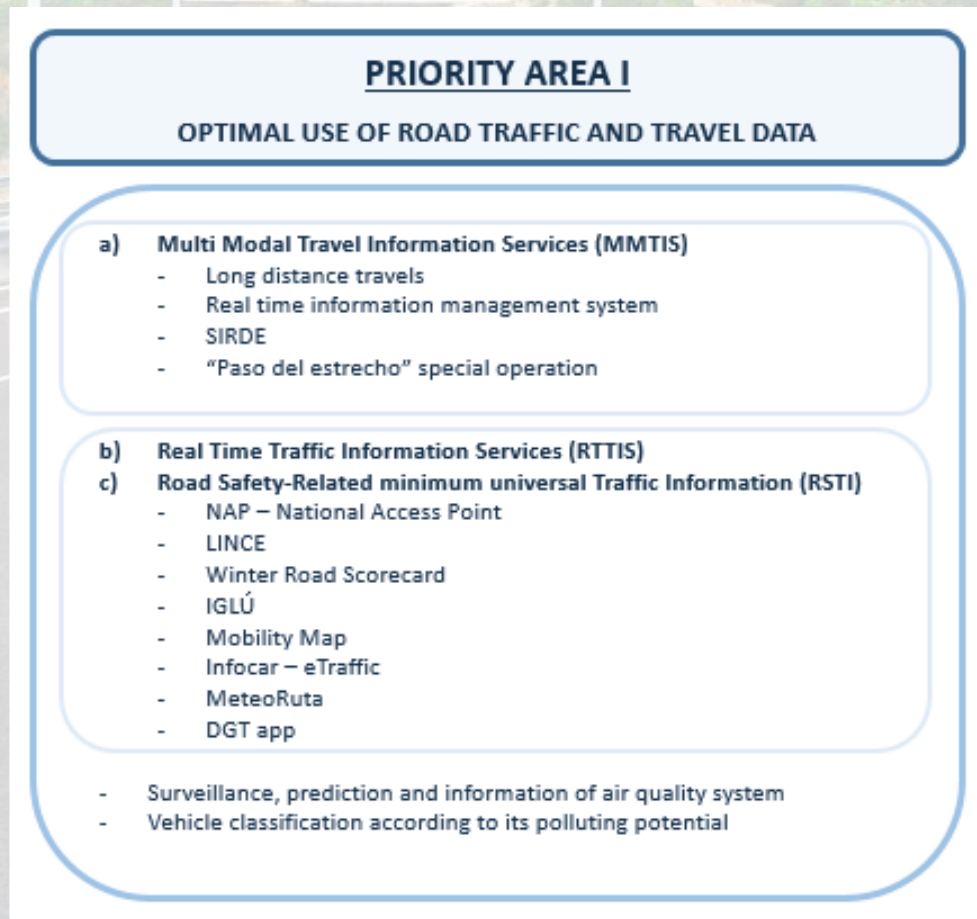 PRIORITY AREA I
OPTIMAL USE OF ROAD TRAFFIC AND TRAVEL DATA
a) Multi Modal Travel Information Services (MMTIS)
- Long distance travels
- Real time information management system
- SIRDE
- “Paso del estrecho” special operation
b) Real Time Traffic Information Services (RTTIS)
c) Road Safety-Related minimum universal Traffic Information (RSTI)
- NAP – National Access Point
- LINCE
- Winter Road Scorecard
- IGLÚ
- Mobility Map
- Infocar – eTraffic
- MeteoRuta
- DGT app
- Surveillance, prediction and information of air quality system
- Vehicle classification according to its polluting potential